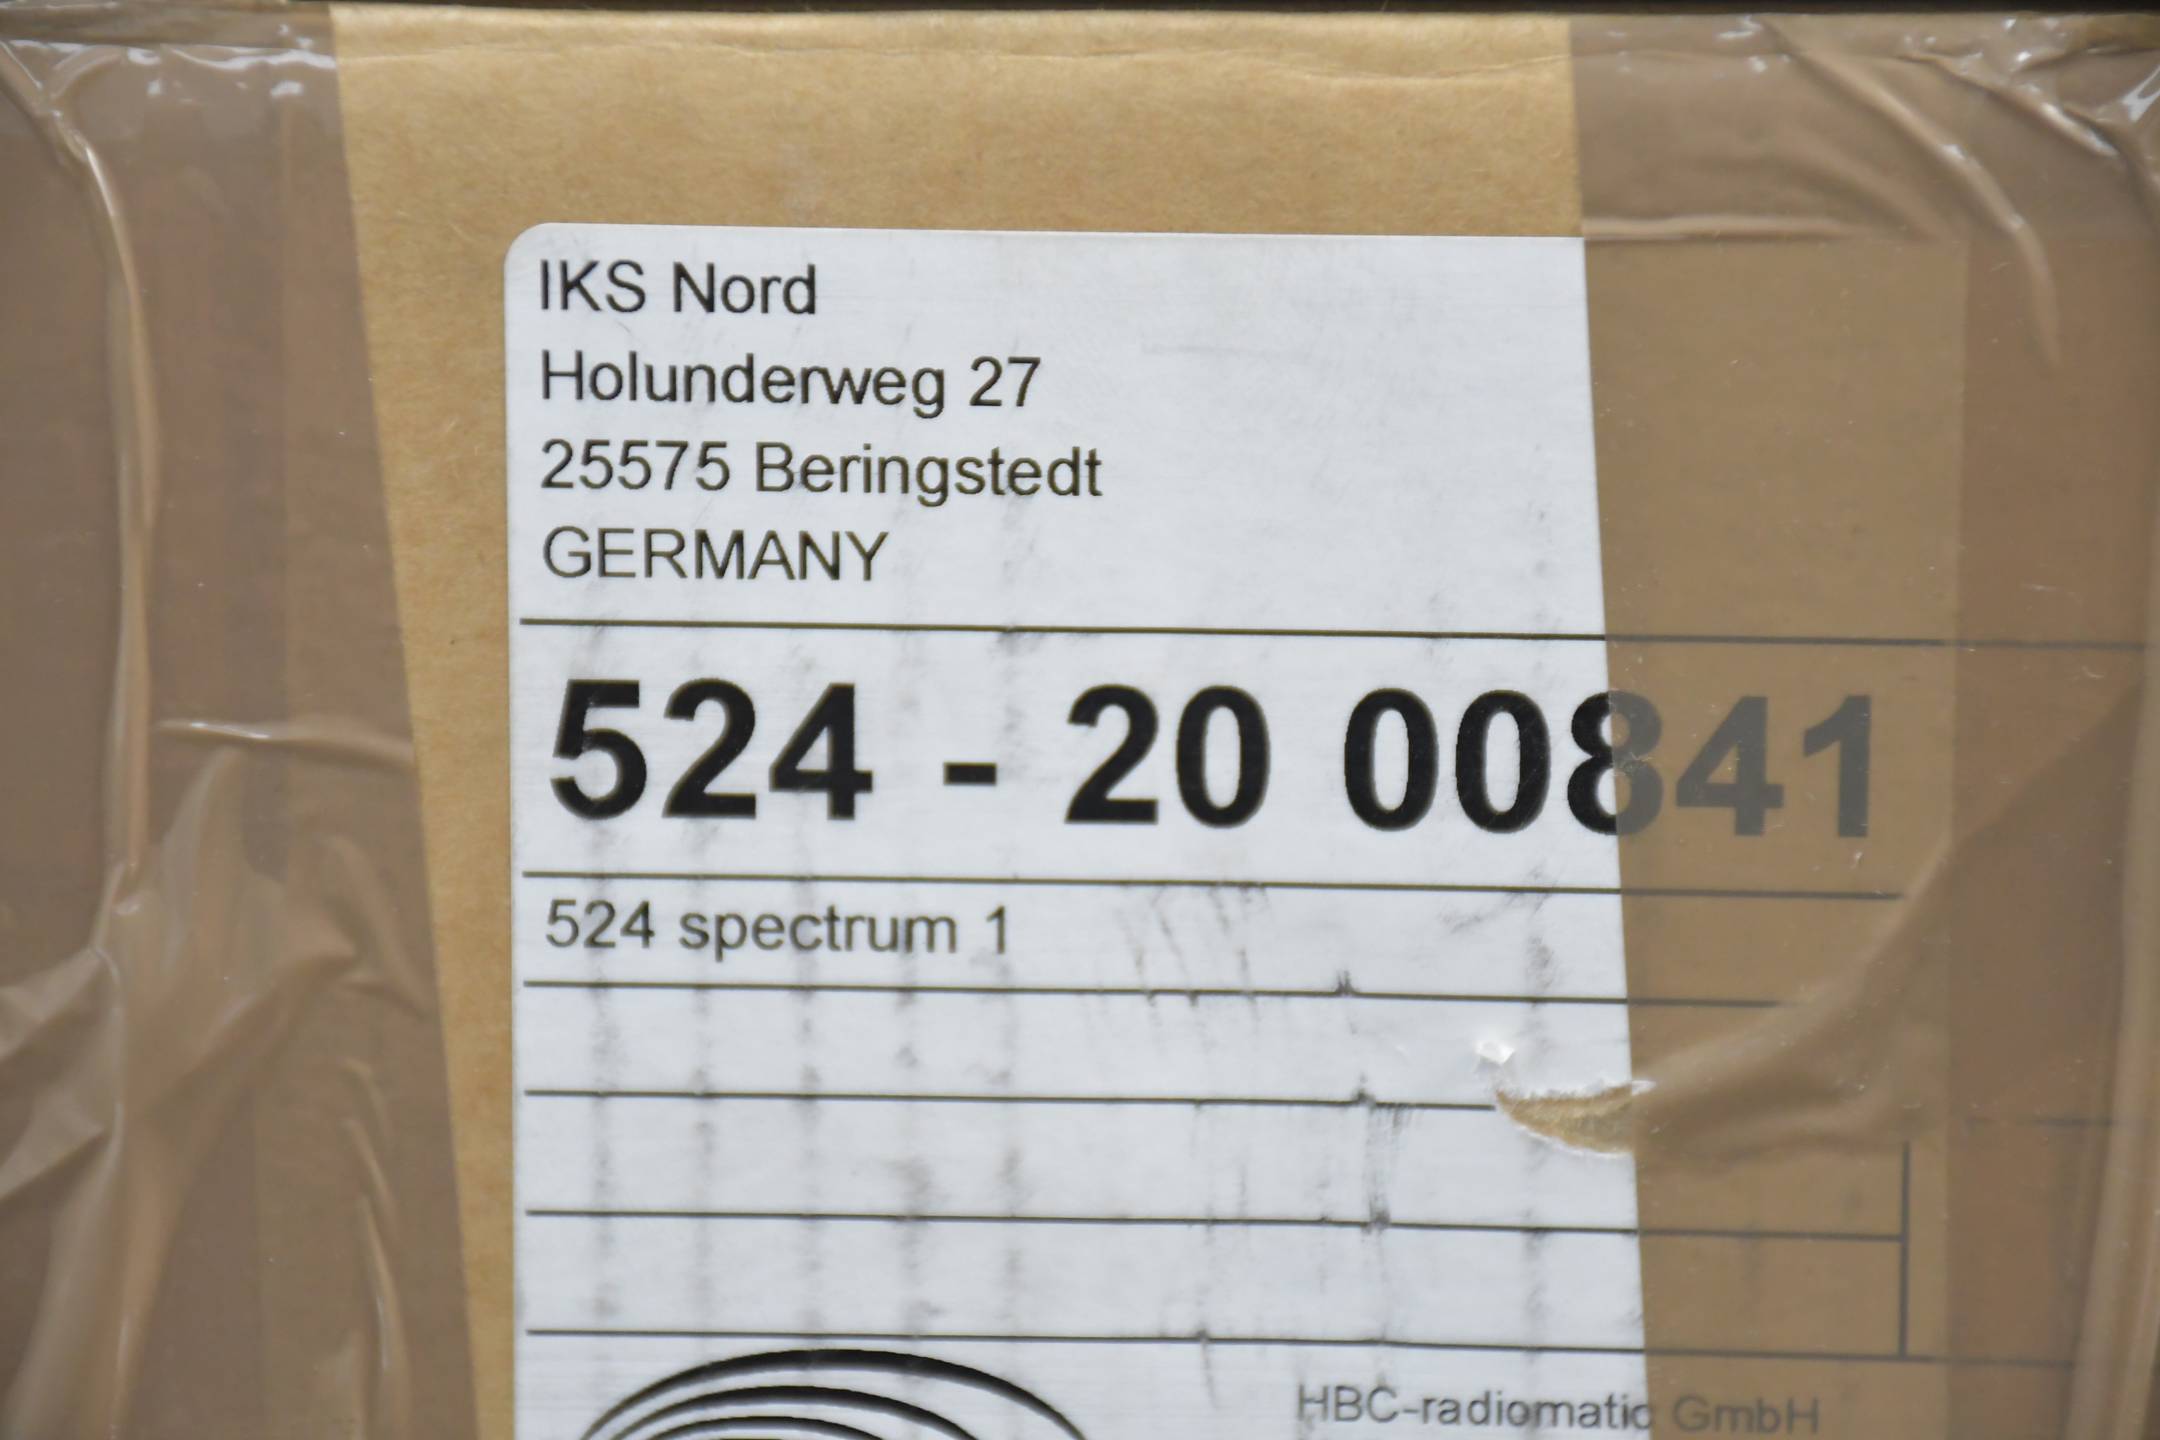 IKS Nord
Holunderweg 27
25575 Beringstedt
GERMANY
524 - 20 00841
524 spectrum 1
HBC-radiomatic GmbH